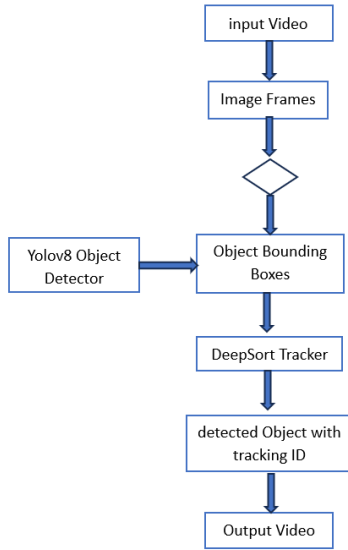 input Video
Image Frames
Yolov8 Object
Detector
Object Bounding
Boxes
DeepSort Tracker
detected Object with
tracking ID
Output Video